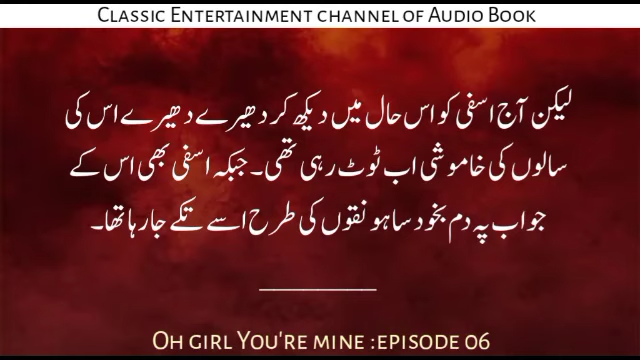 Classic Entertainment channel of Audio Book
لیکن آج اسفی کو اس حال میں دیکھ کر دھیرے دھیرے اس کی
سالوں کی خاموشی اب ٹوٹ رہی تھی۔ جبکہ اسفی بھی اس کے
جواب پہ دم بخود سا ہونقوں کی طرح اسے تکے جا رہا تھا۔
Oh girl You're mine :episode 06